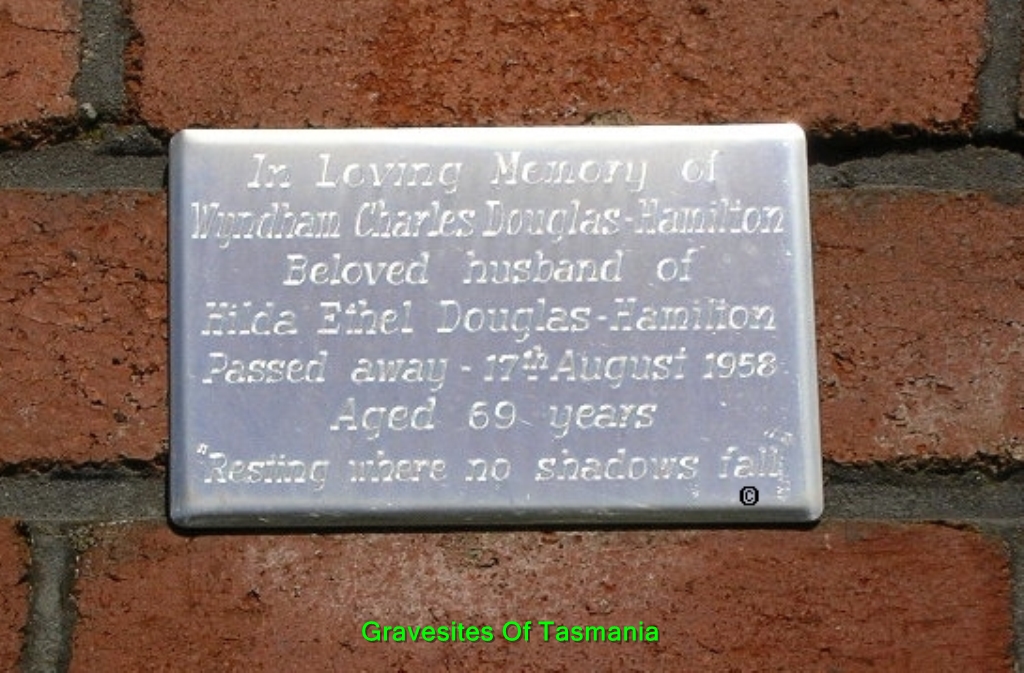 In Loving Memory of
Wyndham Charles Douglas-Hamilton
Beloved husband of
Hilda Ethel Douglas-Hamilton
Passed away - 17th August 1958
Aged 69 years
"Resting where no shadows fall"
©
Gravesites Of Tasmania